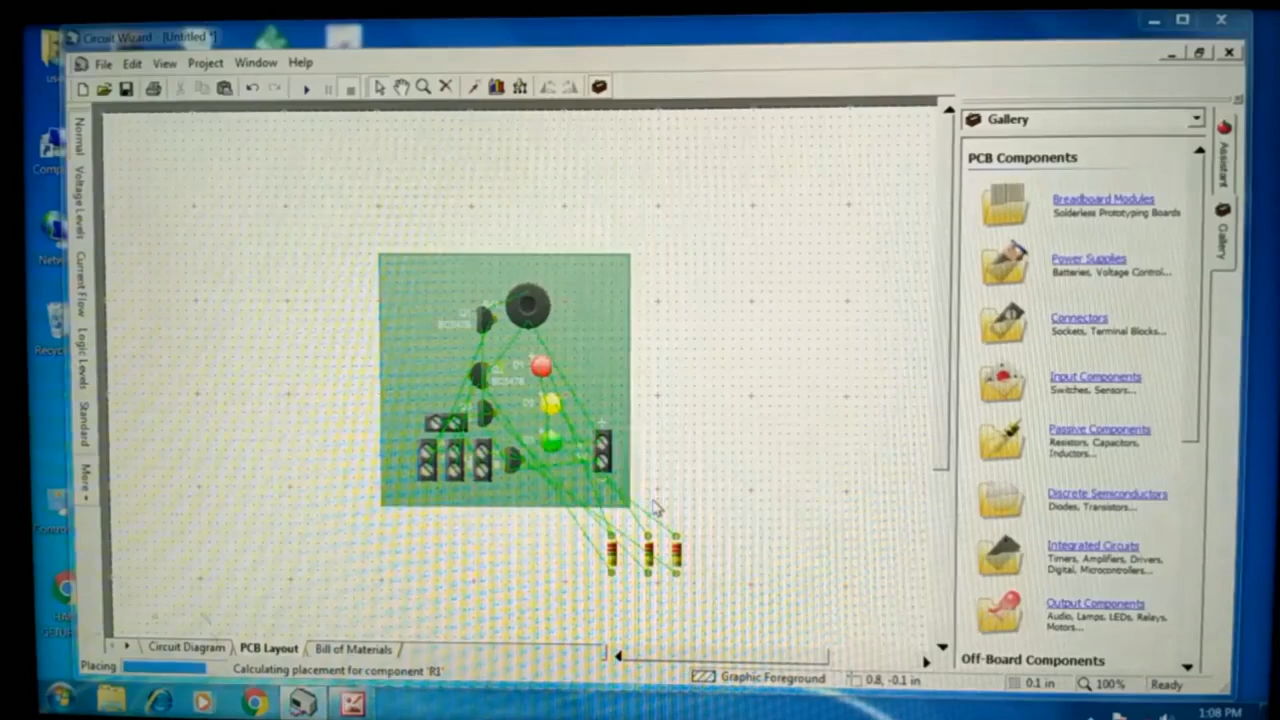 Circuit Wizard - [Untitled *]
File Edit View Project Window Help
Normal
Voltage Levels
Current Flow
Logic Levels
Standard
More
Gallery
PCB Components
Breadboard Modules
Solderless Prototyping Boards
Power Supplies
Batteries, Voltage Control...
Connectors
Sockets, Terminal Blocks...
Input Components
Switches, Sensors...
Passive Components
Resistors, Capacitors,
Inductors...
Discrete Semiconductors
Diodes, Transistors...
Integrated Circuits
Timers, Amplifiers, Drivers,
Digital, Microcontrollers...
Output Components
Audio, Lamps, LEDs, Relays,
Motors...
Off-Board Components
Assistant
Gallery
Circuit Diagram PCB Layout Bill of Materials
Placing Calculating placement for component 'R1'
Graphic Foreground 0.8, -0.1 in 0.1 in 100% Ready
1:08 PM